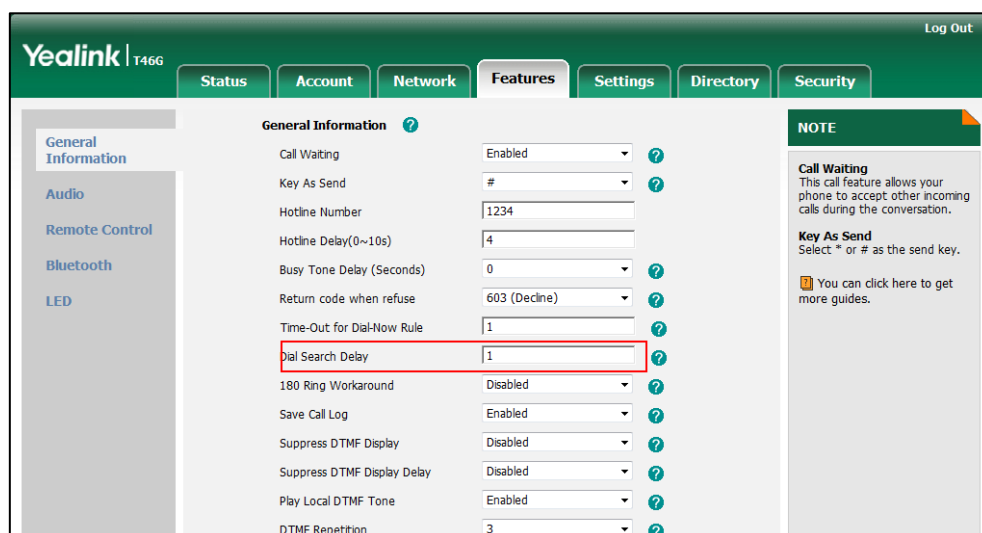 Log Out
Yealink T46G
Status Account Network Features Settings Directory Security
General Information
Audio
Remote Control
Bluetooth
LED
General Information ?
Call Waiting Enabled ?
Key As Send # ?
Hotline Number 1234
Hotline Delay(0~10s) 4
Busy Tone Delay (Seconds) 0 ?
Return code when refuse 603 (Decline) ?
Time-Out for Dial-Now Rule 1 ?
Dial Search Delay 1 ?
180 Ring Workaround Disabled ?
Save Call Log Enabled ?
Suppress DTMF Display Disabled ?
Suppress DTMF Display Delay Disabled ?
Play Local DTMF Tone Enabled ?
DTMF Repetition 3 ?
NOTE
Call Waiting
This call feature allows your
phone to accept other incoming
calls during the conversation.
Key As Send
Select * or # as the send key.
? You can click here to get
more guides.